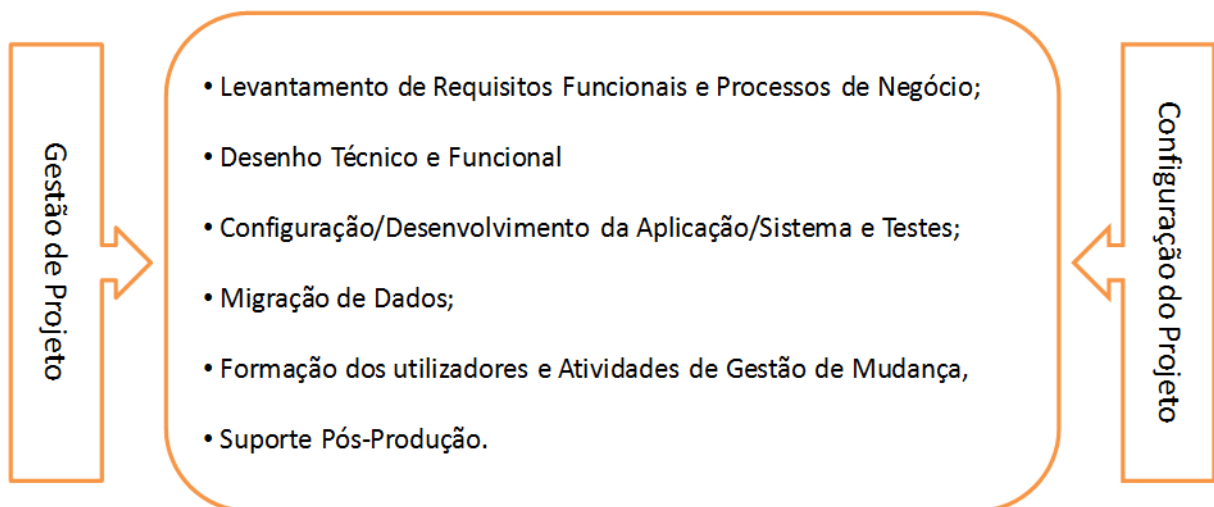 Gestão de Projeto
• Levantamento de Requisitos Funcionais e Processos de Negócio;
• Desenho Técnico e Funcional
• Configuração/Desenvolvimento da Aplicação/Sistema e Testes;
• Migração de Dados;
• Formação dos utilizadores e Atividades de Gestão de Mudança,
• Suporte Pós-Produção.
Configuração do Projeto